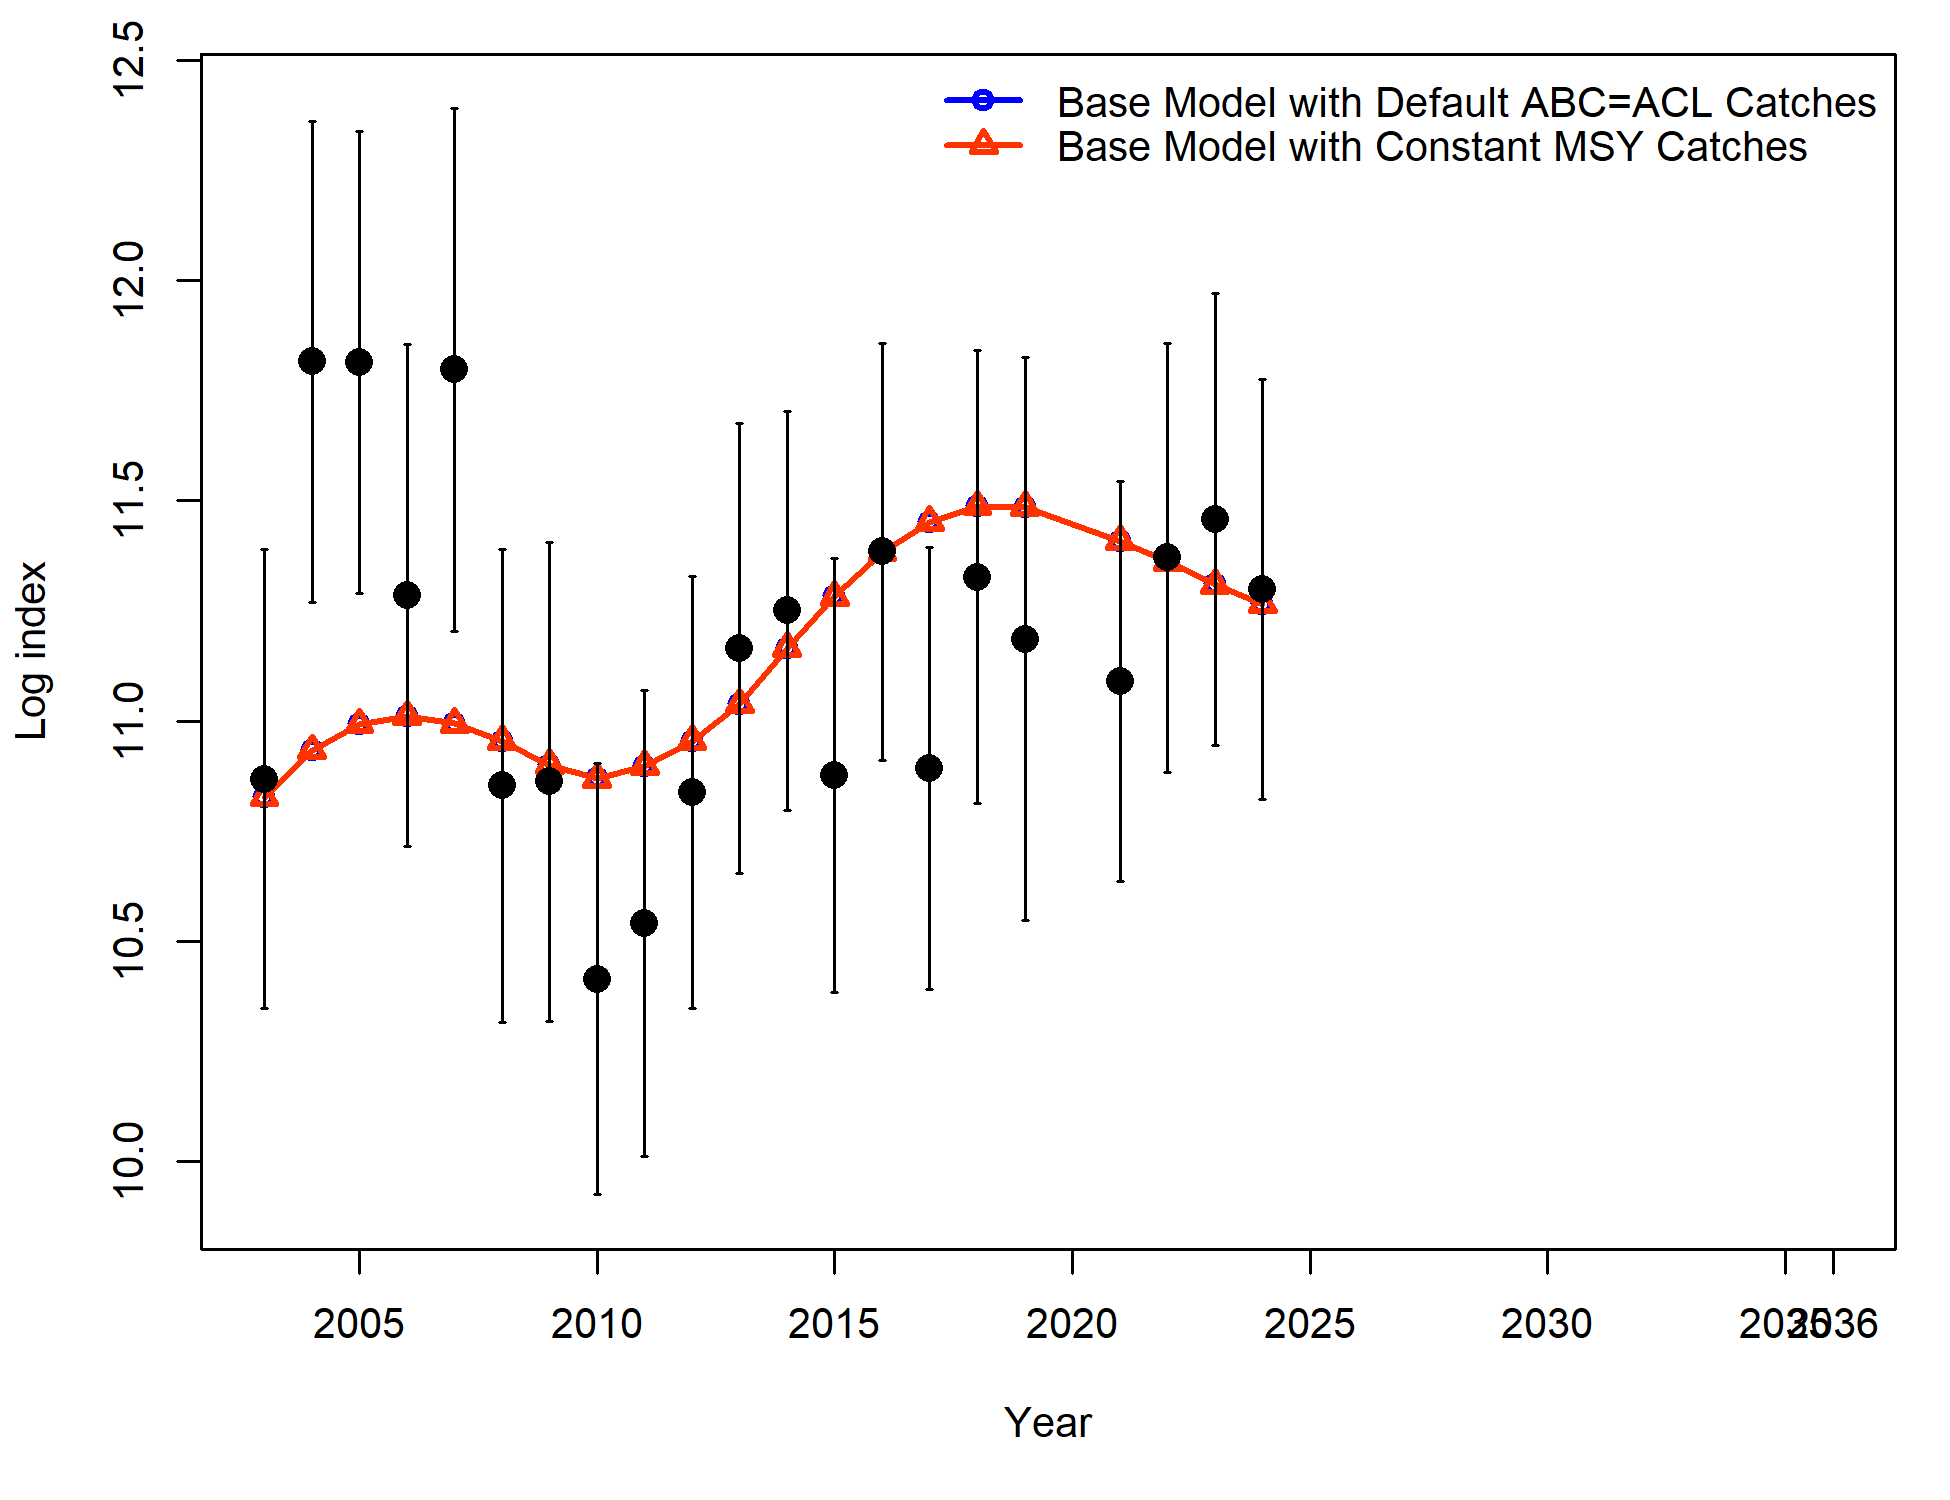 Base Model with Default ABC=ACL Catches
Base Model with Constant MSY Catches
12.5
12.0
11.5
11.0
10.5
10.0
Log index
2005 2010 2015 2020 2025 2030 2035 2036
Year